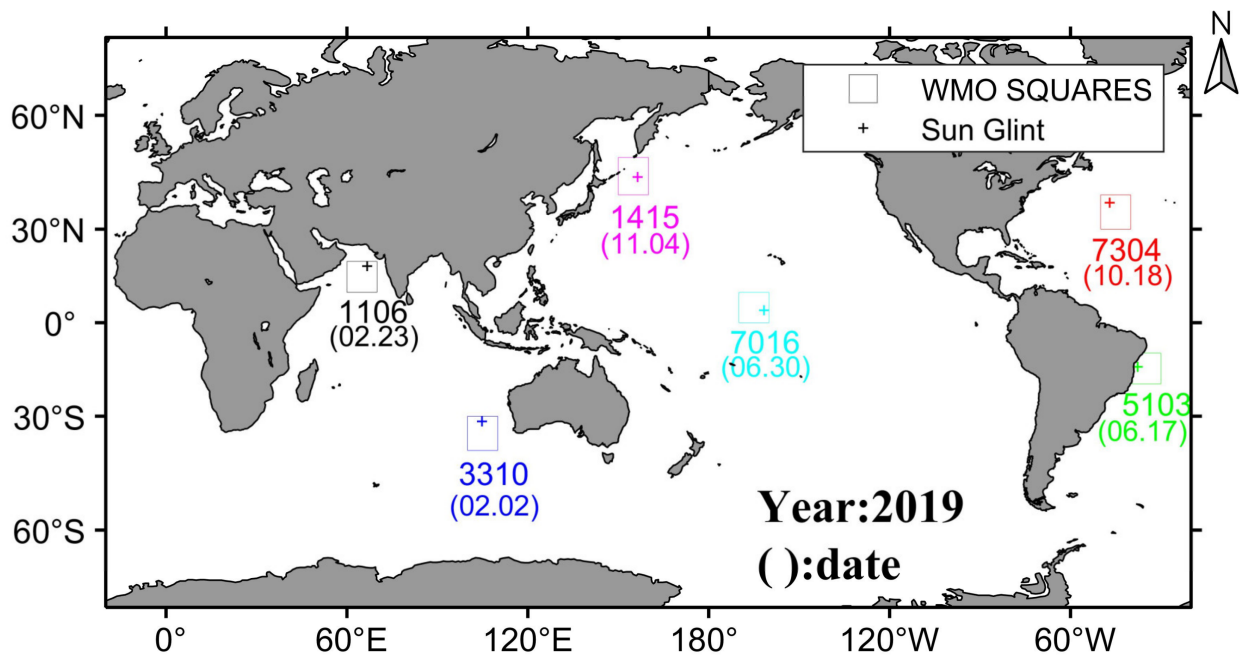 N
WMO SQUARES
Sun Glint
60°N
30°N
0°
30°S
60°S
1415
(11.04)
7304
(10.18)
1106
(02.23)
7016
(06.30)
5103
(06.17)
3310
(02.02)
Year:2019
( ):date
0°
60°E
120°E
180°
120°W
60°W